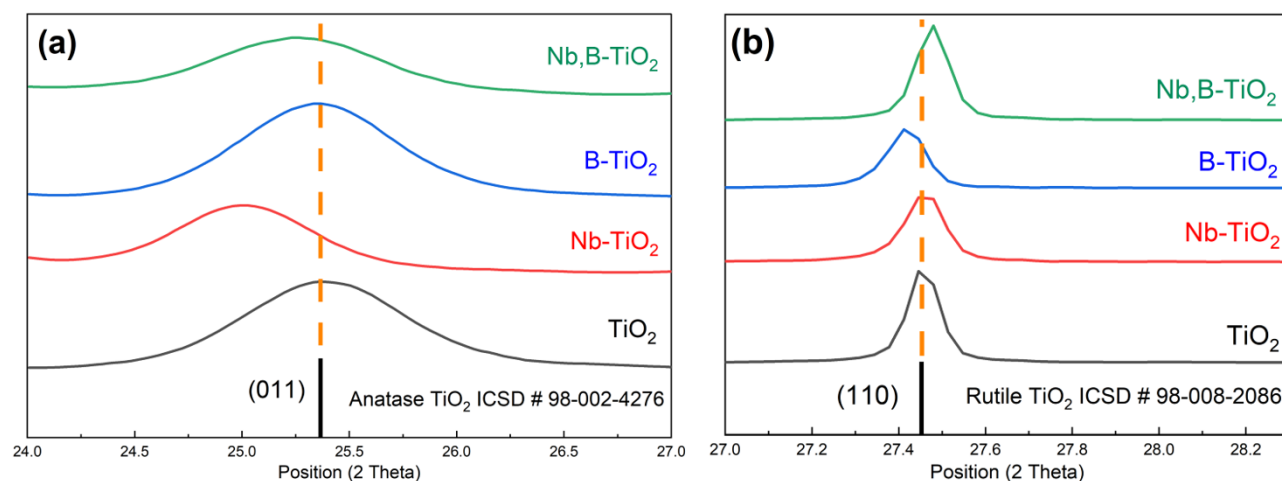 (a)
Nb,B-TiO₂
B-TiO₂
Nb-TiO₂
TiO₂
(011)
Anatase TiO₂ ICSD # 98-002-4276
24.0 24.5 25.0 25.5 26.0 26.5 27.0
Position (2 Theta)
(b)
Nb,B-TiO₂
B-TiO₂
Nb-TiO₂
TiO₂
(110)
Rutile TiO₂ ICSD # 98-008-2086
27.0 27.2 27.4 27.6 27.8 28.0 28.2
Position (2 Theta)